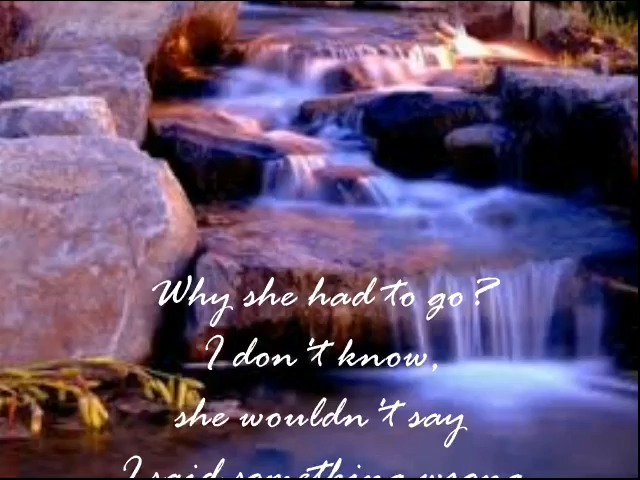 Why she had to go?
I don't know,
she wouldn't say
I said something wrong